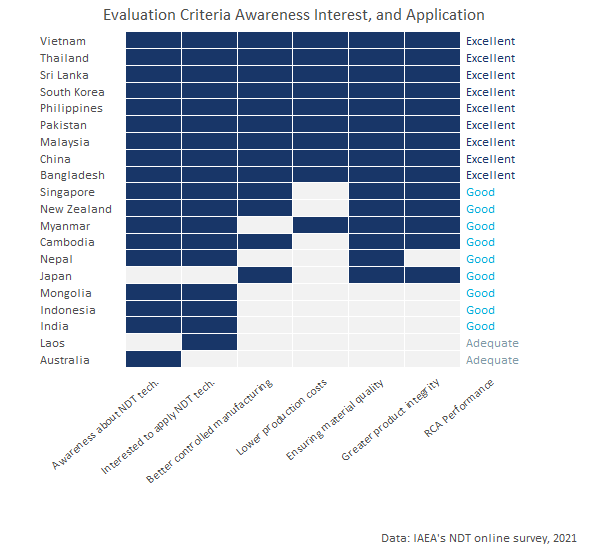 Evaluation Criteria Awareness Interest, and Application
Vietnam Excellent
Thailand Excellent
Sri Lanka Excellent
South Korea Excellent
Philippines Excellent
Pakistan Excellent
Malaysia Excellent
China Excellent
Bangladesh Excellent
Singapore Good
New Zealand Good
Myanmar Good
Cambodia Good
Nepal Good
Japan Good
Mongolia Good
Indonesia Good
India Good
Laos Adequate
Australia Adequate
Awareness about NDT tech.
Interested to apply NDT tech.
Better controlled manufacturing
Lower production costs
Ensuring material quality
Greater product integrity
RCA Performance
Data: IAEA's NDT online survey, 2021